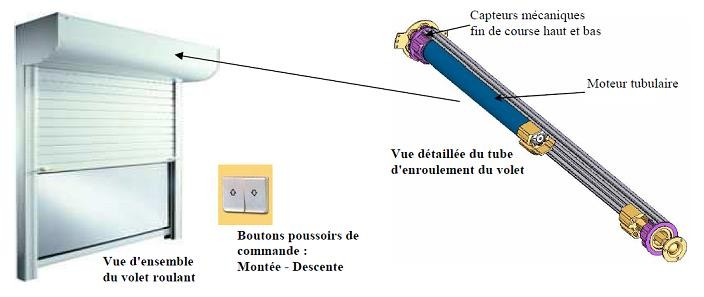 Capteurs mécaniques
fin de course haut et bas
Moteur tubulaire
Vue détaillée du tube
d'enroulement du volet
Boutons poussoirs de
commande :
Montée - Descente
Vue d'ensemble
du volet roulant